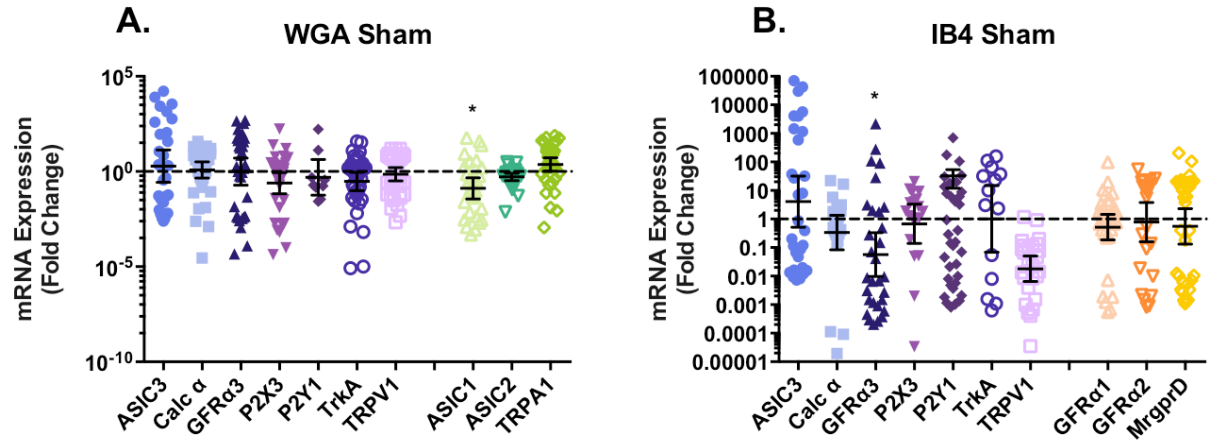 A.
WGA Sham
mRNA Expression
(Fold Change)
10^5
10^0
10^-5
10^-10
*
ASIC3
Calc α
GFRα3
P2X3
P2Y1
TrkA
TRPV1
ASIC1
ASIC2
TRPA1
B.
IB4 Sham
mRNA Expression
(Fold Change)
100000
10000
1000
100
10
1
0.1
0.01
0.001
0.0001
0.00001
*
ASIC3
Calc α
GFRα3
P2X3
P2Y1
TrkA
TRPV1
GFRα1
GFRα2
MrgprD